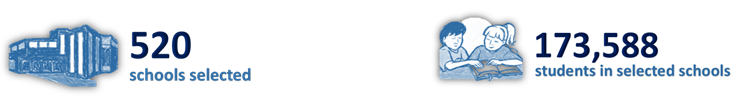 520
schools selected
173,588
students in selected schools